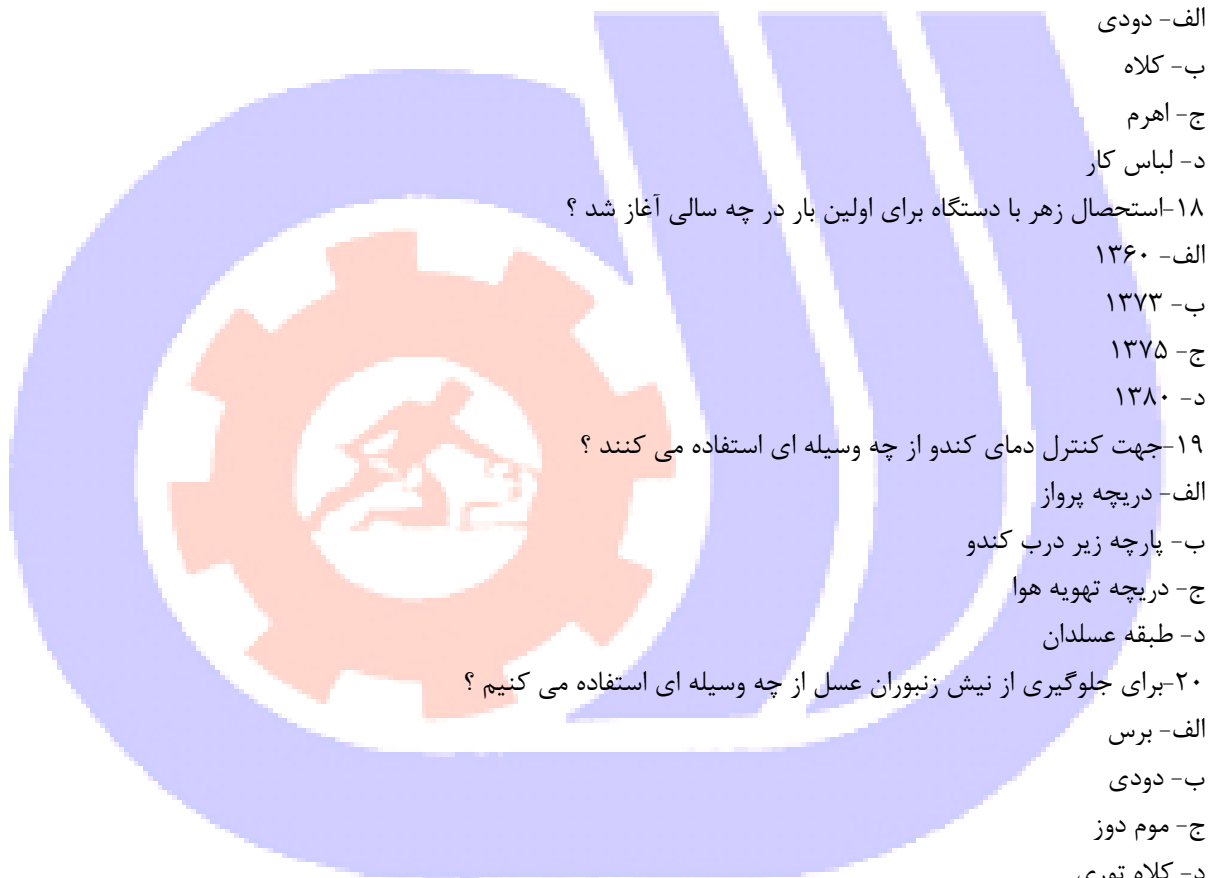 الف- دودی
ب- کلاه
ج- اهرم
د- لباس کار
۱۸-استحصال زهر با دستگاه برای اولین بار در چه سالی آغاز شد ؟
الف- ۱۳۶۰
ب- ۱۳۷۳
ج- ۱۳۷۵
د- ۱۳۸۰
۱۹-جهت کنترل دمای کندو از چه وسیله ای استفاده می کنند ؟
الف- دریچه پرواز
ب- پارچه زیر درب کندو
ج- دریچه تهویه هوا
د- طبقه عسلدان
۲۰-برای جلوگیری از نیش زنبوران عسل از چه وسیله ای استفاده می کنیم ؟
الف- برس
ب- دودی
ج- موم دوز
د- کلاه توری